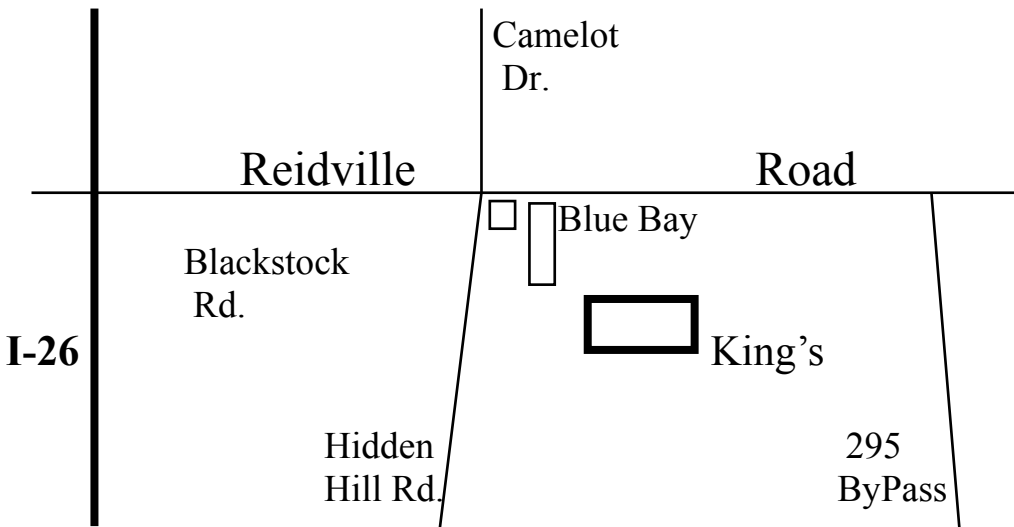 Camelot
Dr.
Reidville Road
Blue Bay
Blackstock
Rd.
I-26
King’s
Hidden
Hill Rd.
295
ByPass